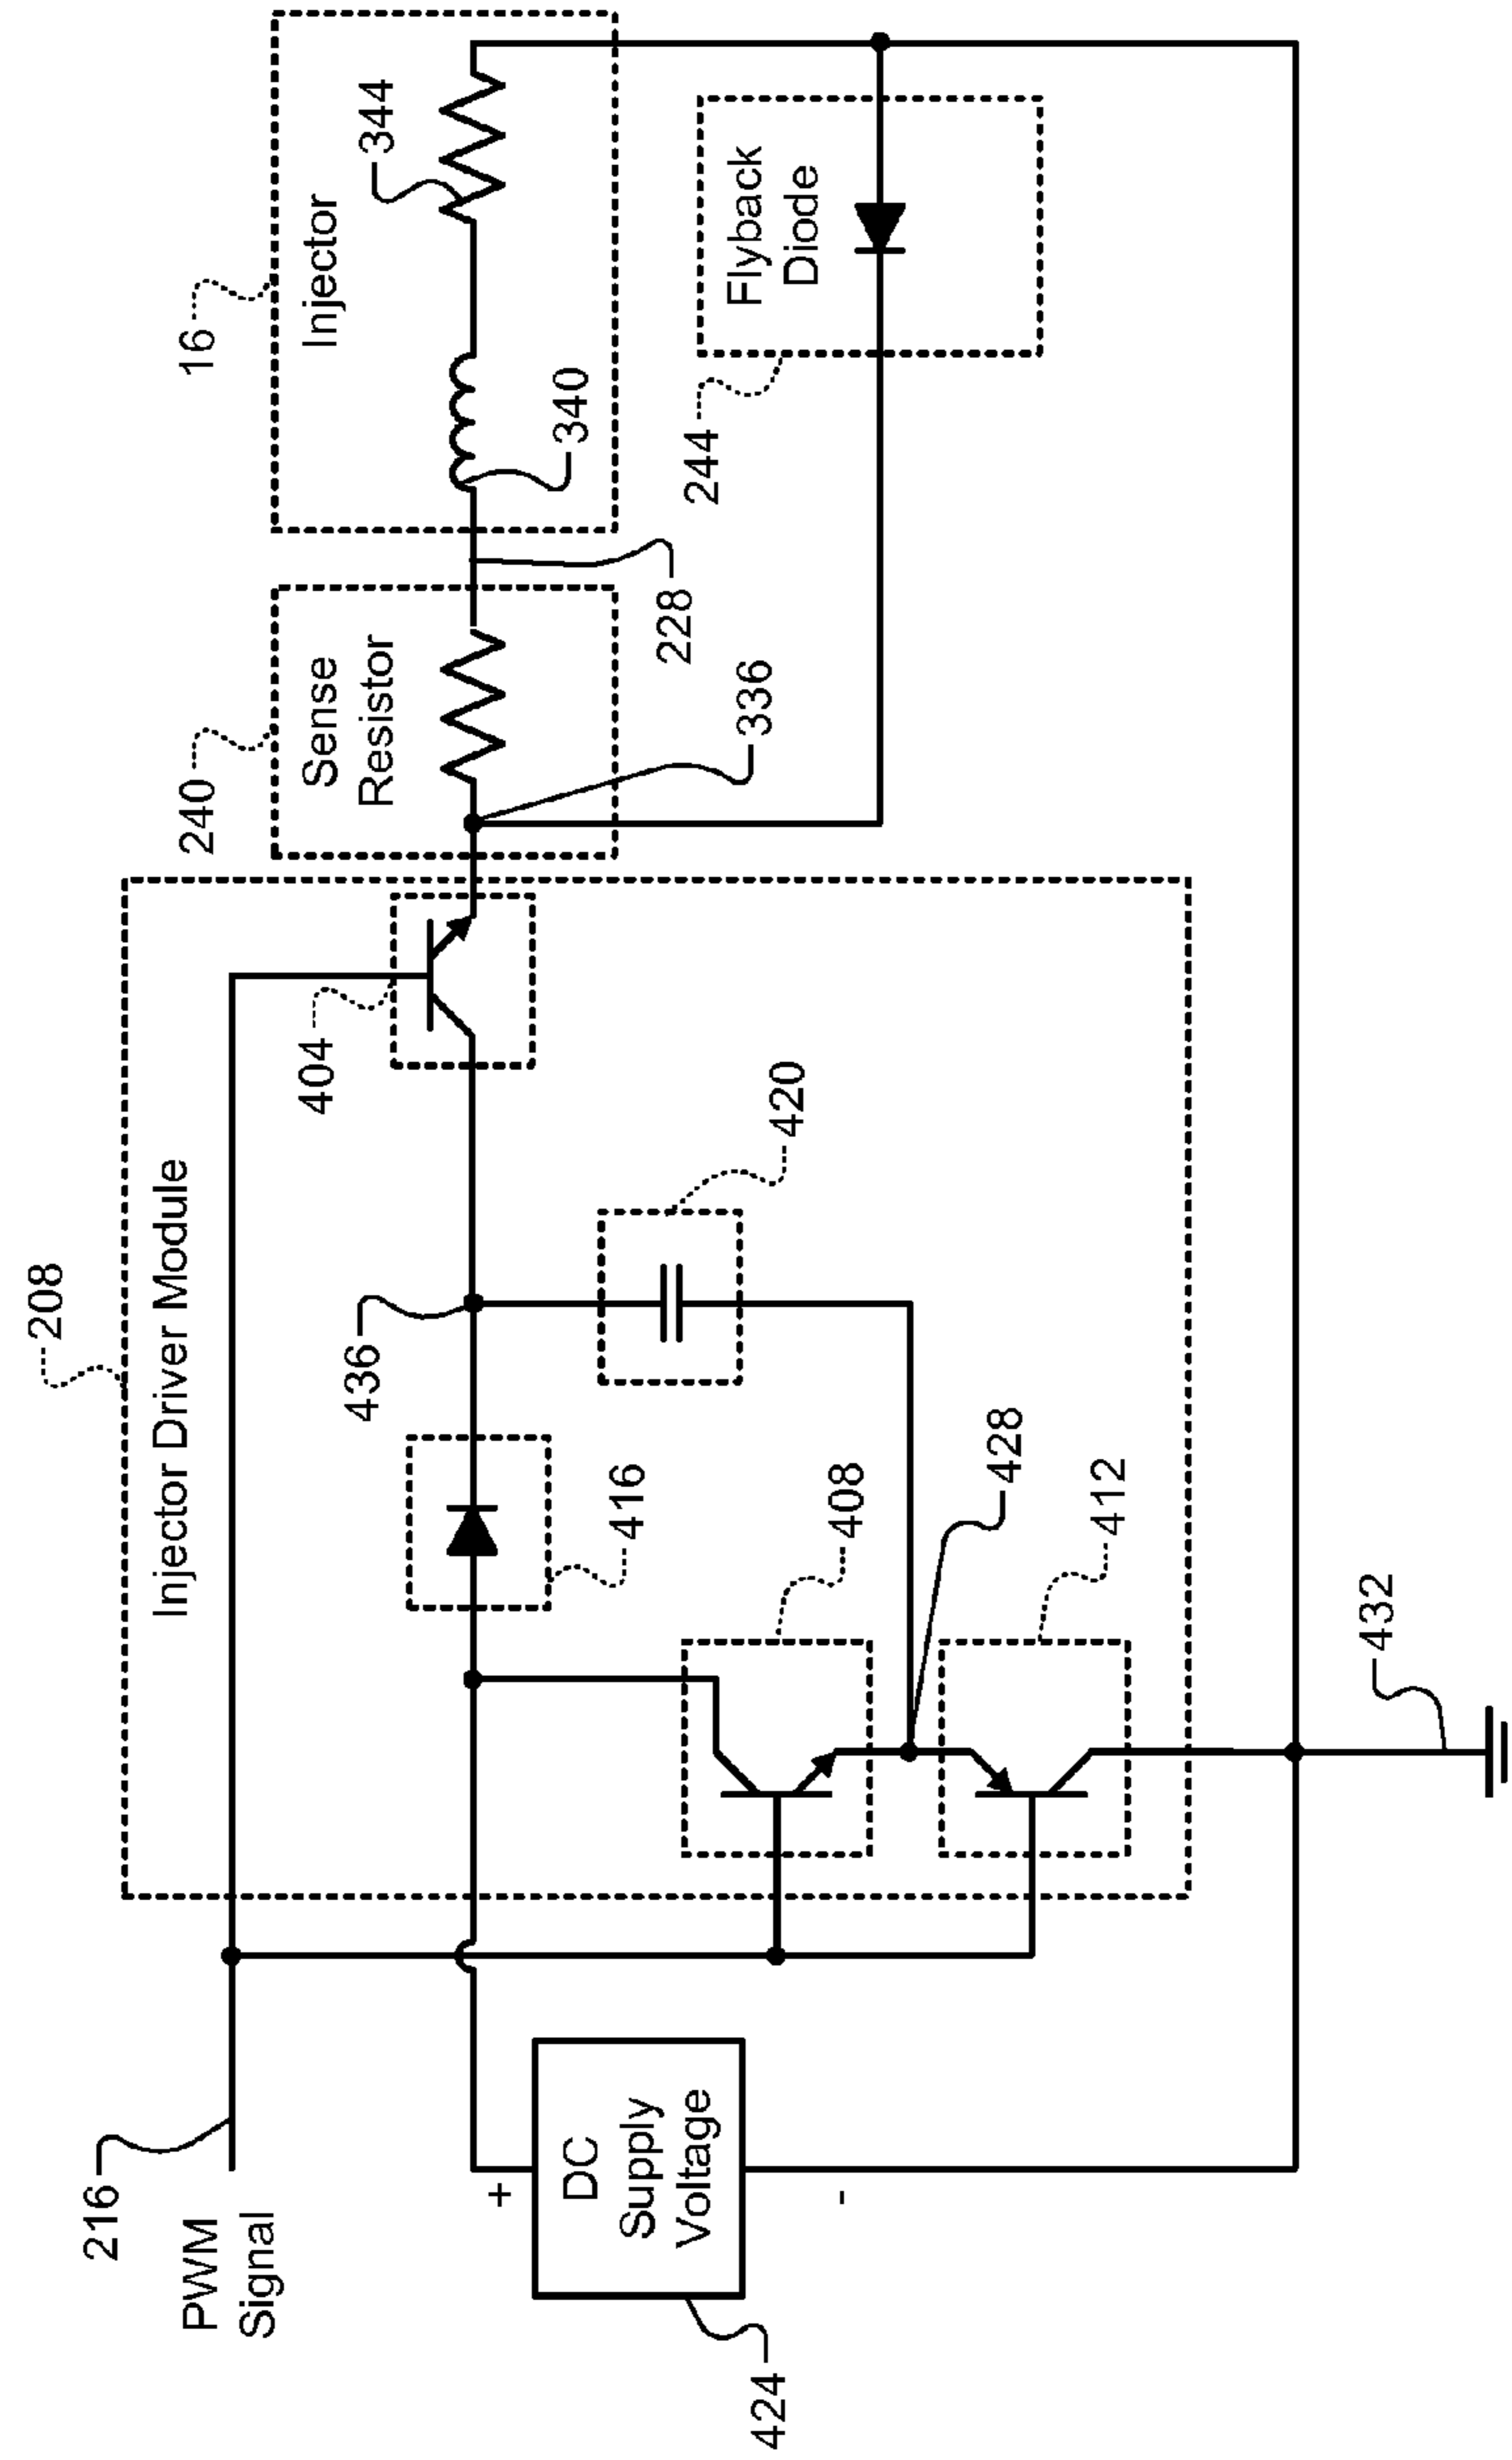 208
Injector Driver Module
216
PWM
Signal
404
240
Sense
Resistor
16
Injector
344
340
228
336
436
416
420
+
DC
Supply
Voltage
-
424
408
428
412
244
Flyback
Diode
432